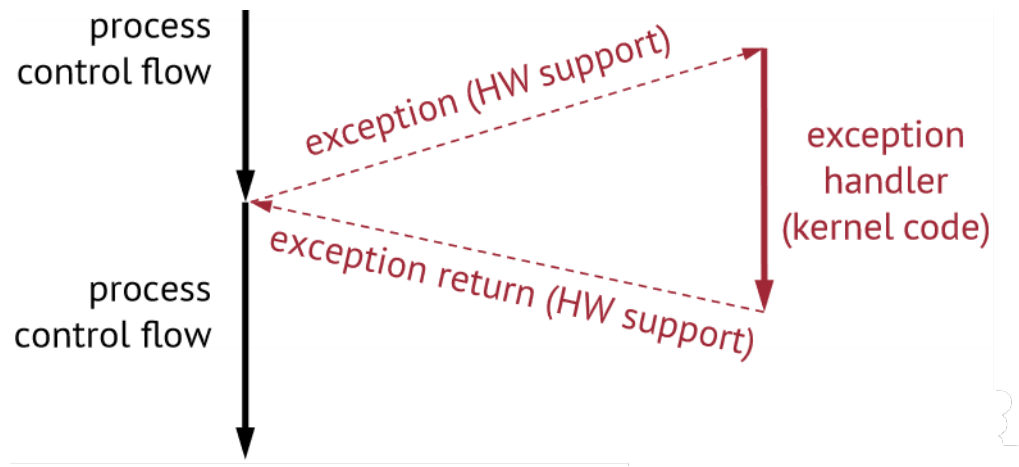 process
control flow
exception (HW support)
exception
handler
(kernel code)
exception return (HW support)
process
control flow